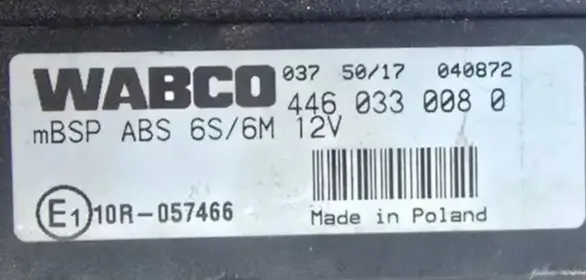 WABCO 037 50/17 040872
446 033 008 0
mBSP ABS 6S/6M 12V
E1 10R-057466
Made in Poland